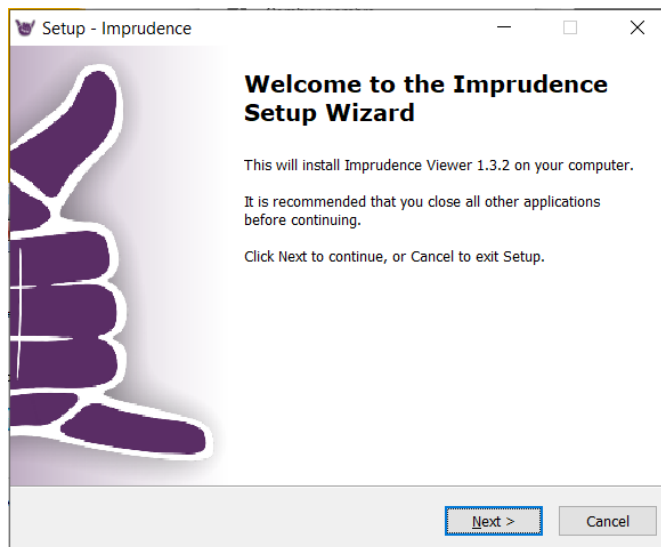 Setup - Imprudence
Welcome to the Imprudence
Setup Wizard
This will install Imprudence Viewer 1.3.2 on your computer.
It is recommended that you close all other applications
before continuing.
Click Next to continue, or Cancel to exit Setup.
Next >
Cancel